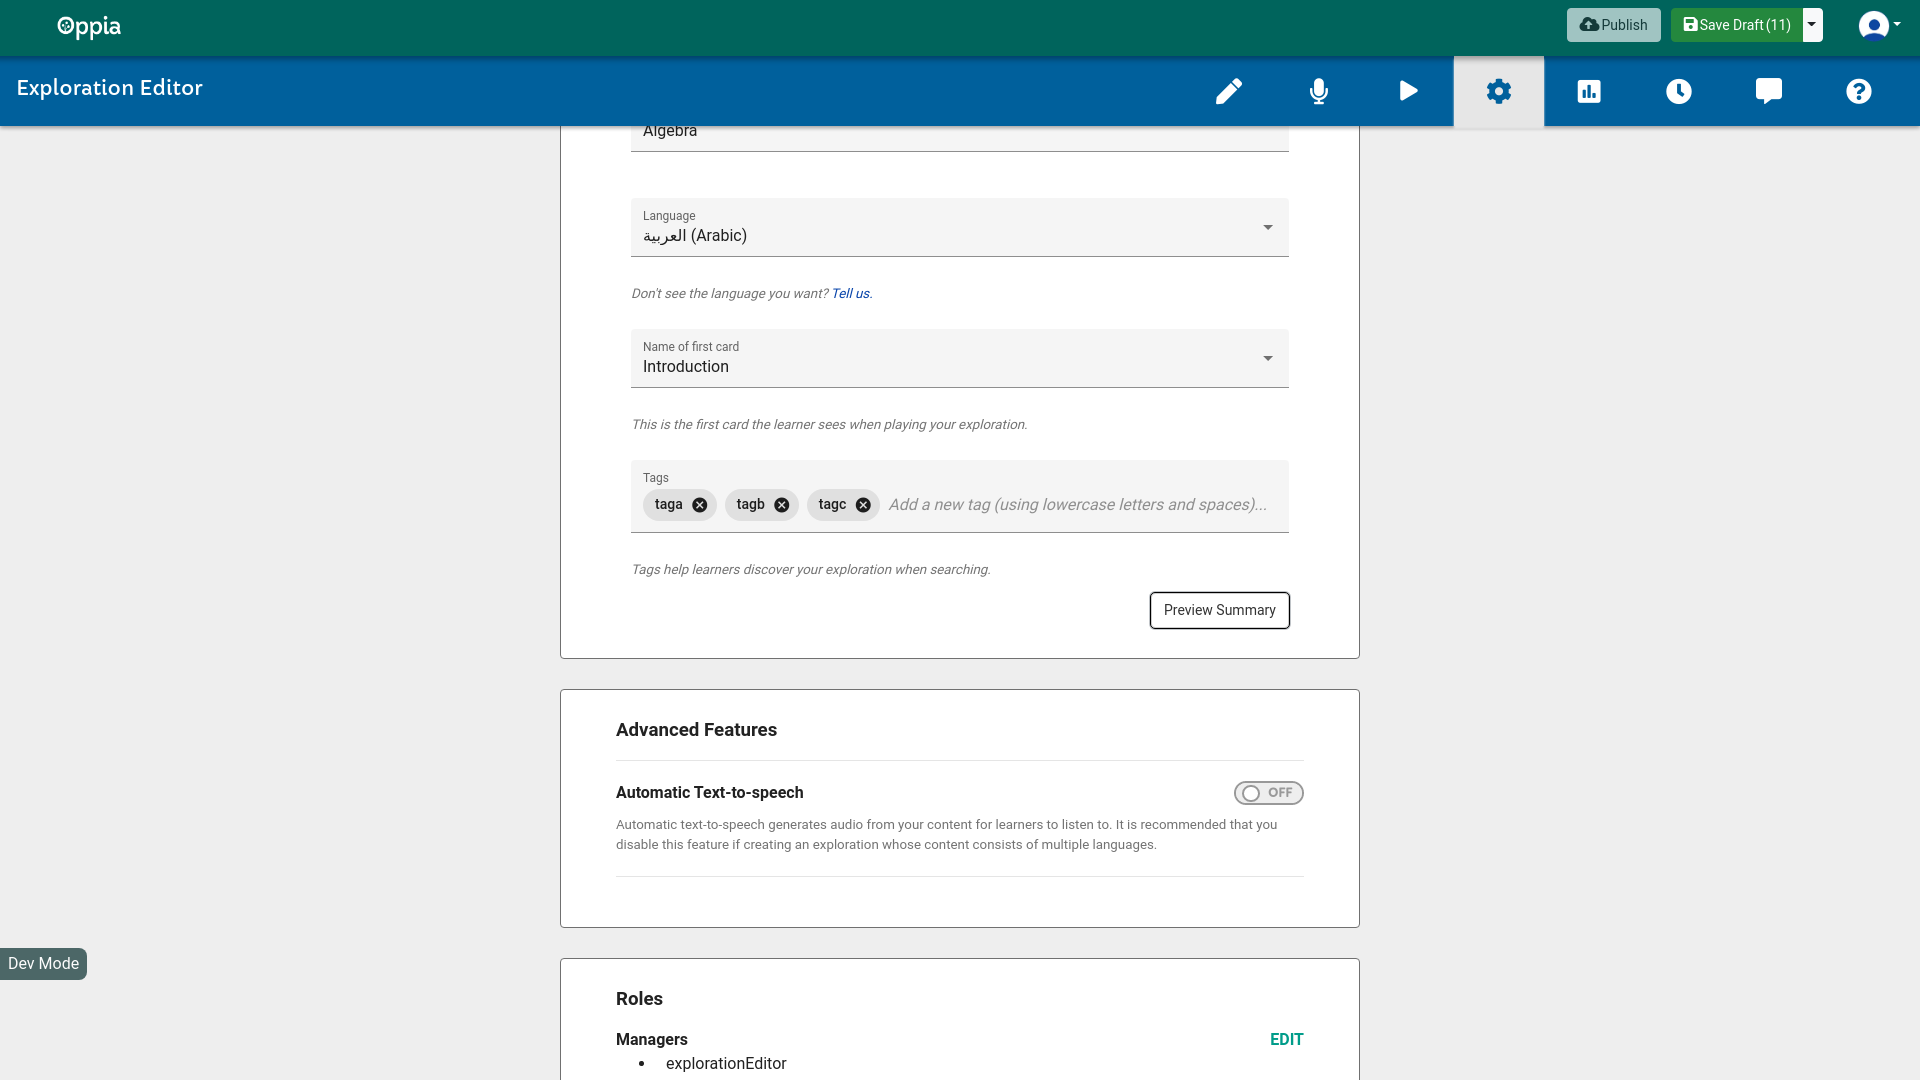 Oppia
Publish
Save Draft (11)
Exploration Editor
Algebra
Language
العربية (Arabic)
Don't see the language you want? Tell us.
Name of first card
Introduction
This is the first card the learner sees when playing your exploration.
Tags
taga tagb tagc Add a new tag (using lowercase letters and spaces)...
Tags help learners discover your exploration when searching.
Preview Summary
Advanced Features
Automatic Text-to-speech
OFF
Automatic text-to-speech generates audio from your content for learners to listen to. It is recommended that you
disable this feature if creating an exploration whose content consists of multiple languages.
Dev Mode
Roles
Managers
EDIT
explorationEditor